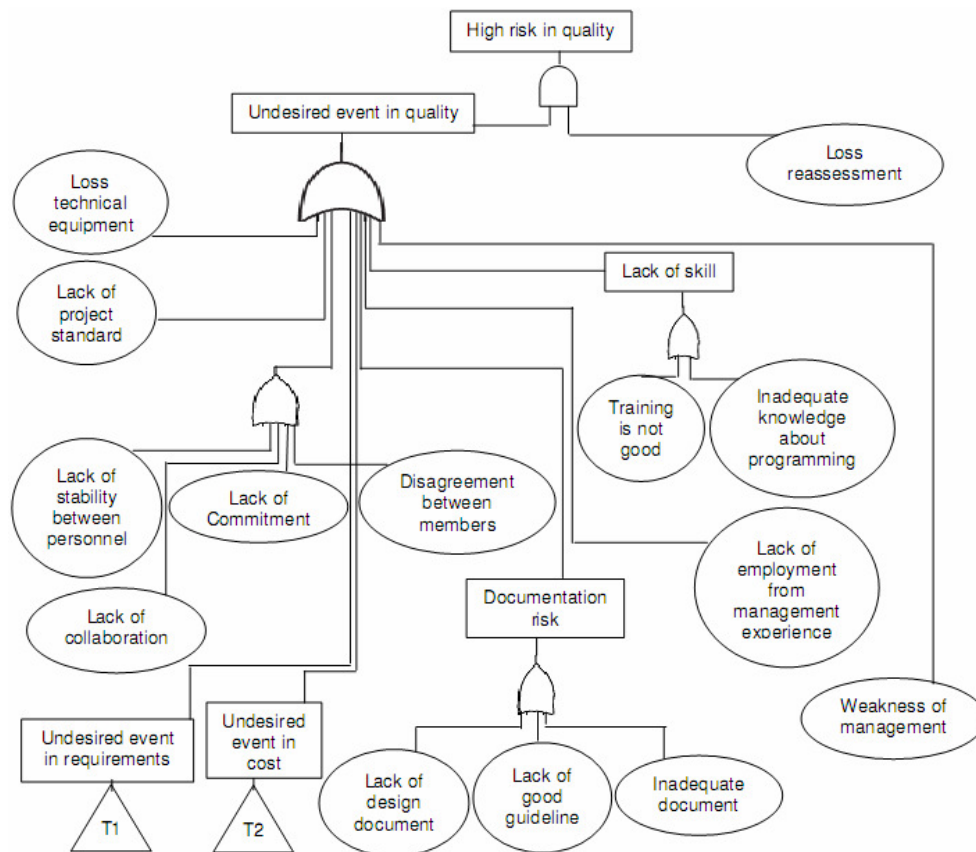 High risk in quality
Undesired event in quality
Loss
reassessment
Loss
technical
equipment
Lack of skill
Lack of
project
standard
Training
is not
good
Inadequate
knowledge
about
programming
Lack of
stability
between
personnel
Lack of
Commitment
Disagreement
between
members
Lack of
employment
from
management
experience
Lack of
collaboration
Documentation
risk
Weakness of
management
Undesired event
in requirements
Undesired
event in
cost
Lack of
design
document
Lack of
good
guideline
Inadequate
document
T1
T2